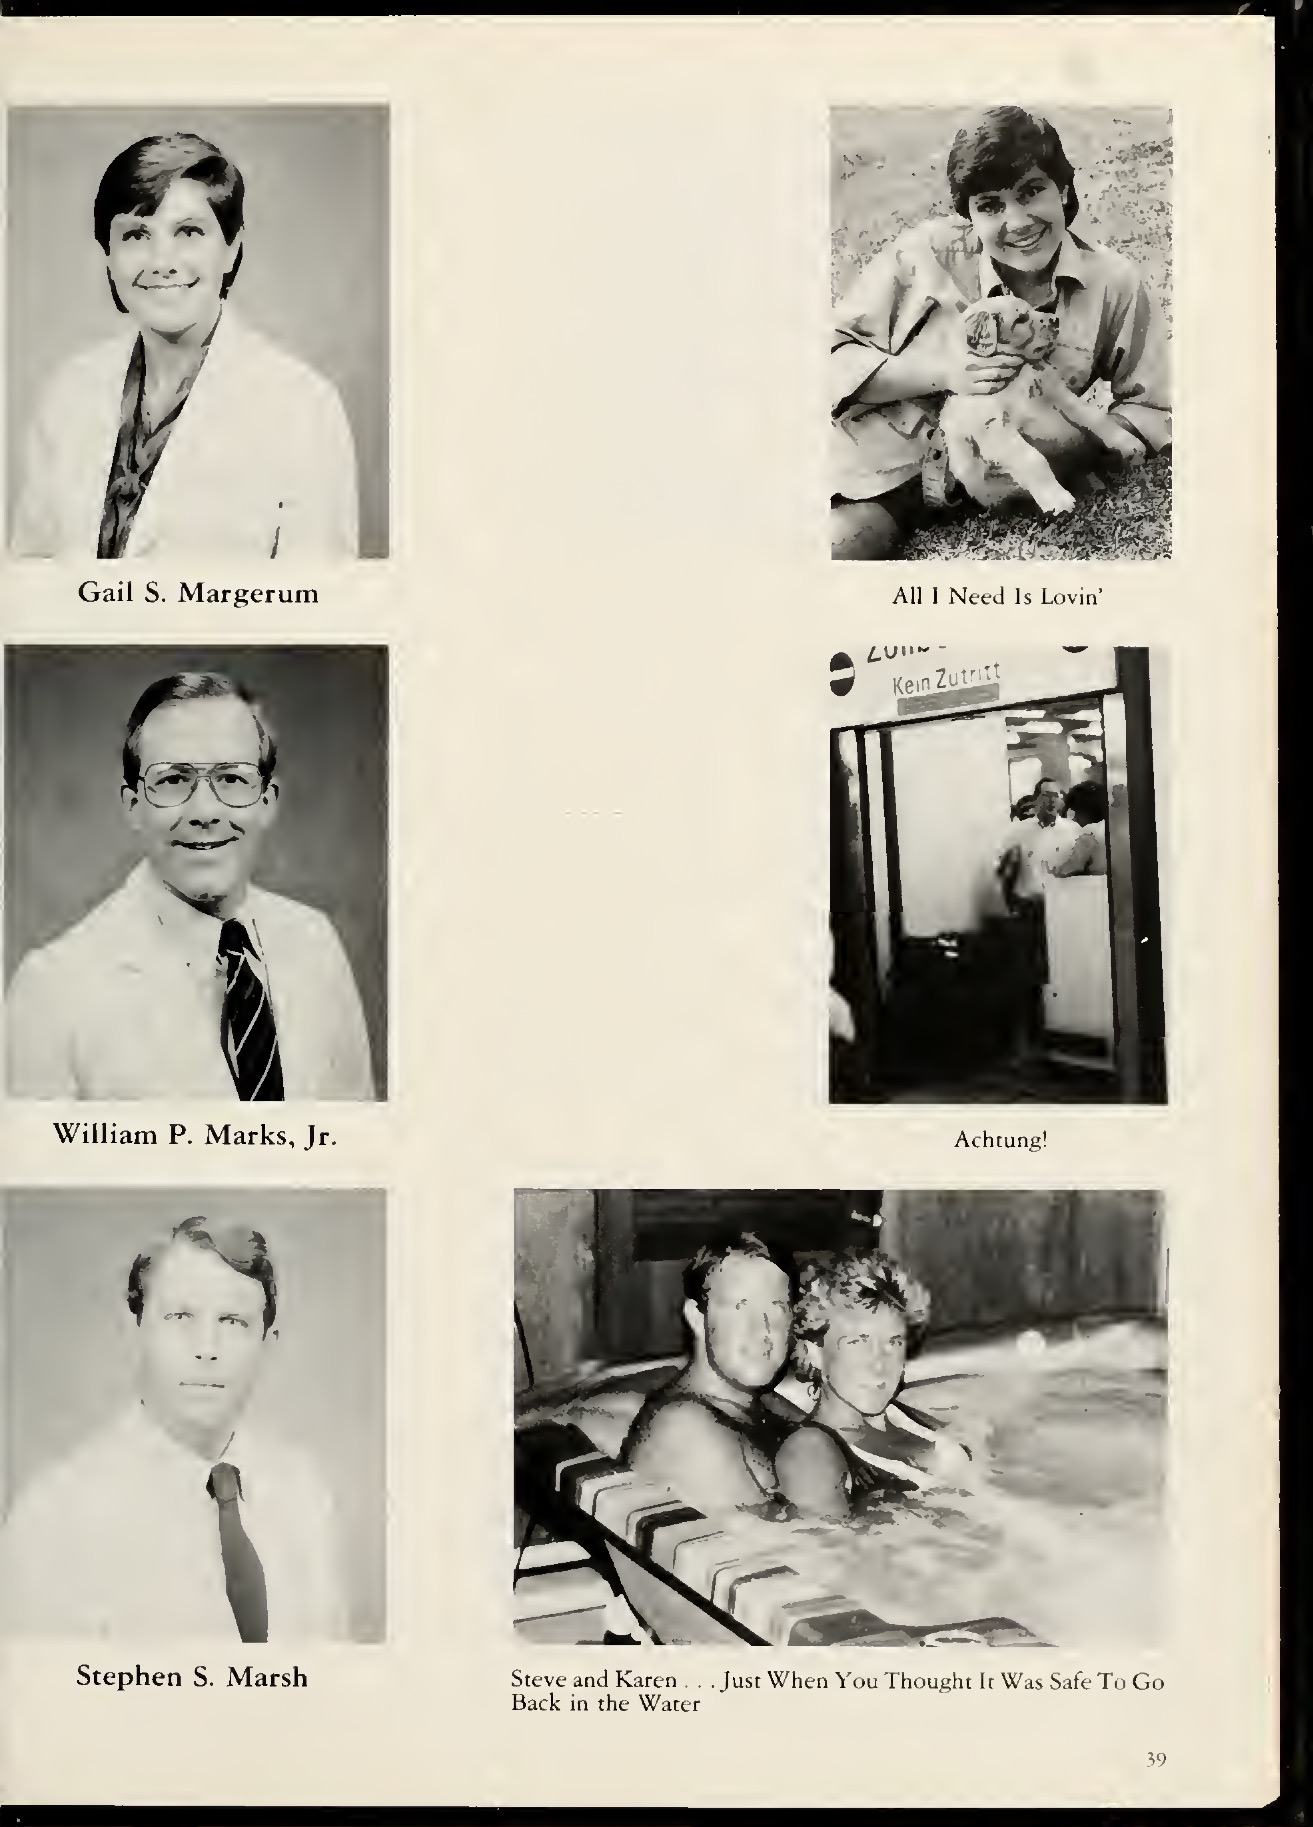 Gail S. Margerum
All I Need Is Lovin'
Kein Zutritt
William P. Marks, Jr.
Achtung!
Stephen S. Marsh
Steve and Karen . . . Just When You Thought It Was Safe To Go
Back in the Water
39